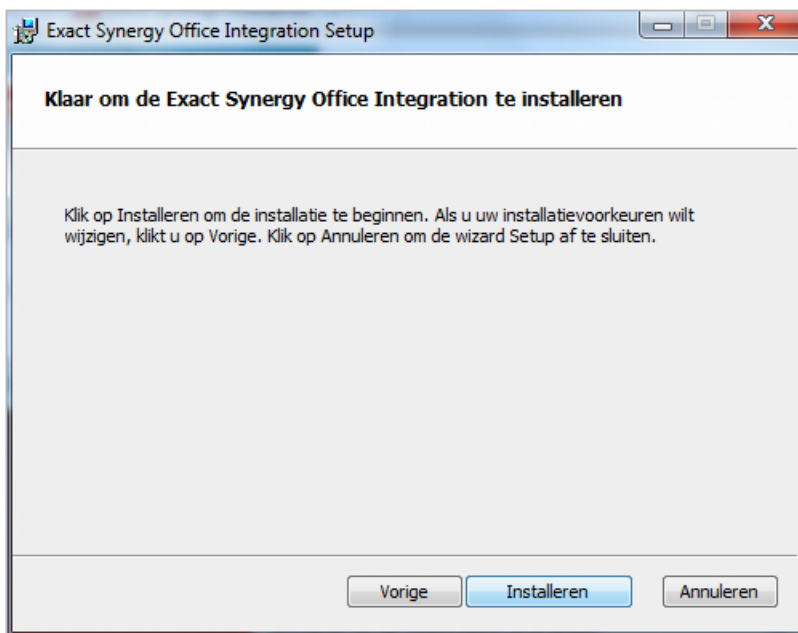 Exact Synergy Office Integration Setup
Klaar om de Exact Synergy Office Integration te installeren
Klik op Installeren om de installatie te beginnen. Als u uw installatievoorkeuren wilt
wijzigen, klikt u op Vorige. Klik op Annuleren om de wizard Setup af te sluiten.
Vorige
Installeren
Annuleren